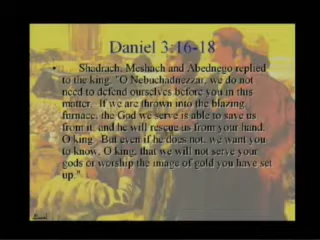 Daniel 3:16-18
• Shadrach, Meshach and Abednego replied
to the king, "O Nebuchadnezzar, we do not
need to defend ourselves before you in this
matter. If we are thrown into the blazing
furnace, the God we serve is able to save us
from it, and he will rescue us from your hand,
O king. But even if he does not, we want you
to know, O king, that we will not serve your
gods or worship the image of gold you have set
up."